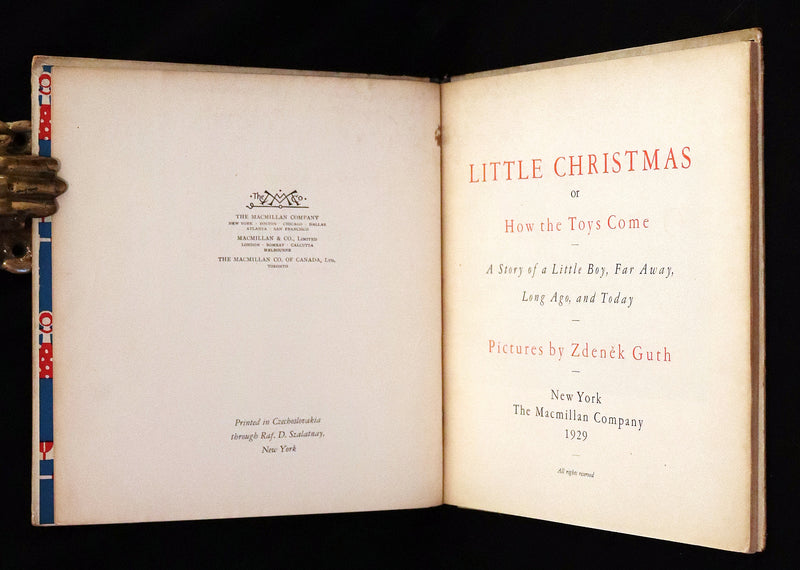 The M Co.
THE MACMILLAN COMPANY
NEW YORK · BOSTON · CHICAGO · DALLAS
ATLANTA · SAN FRANCISCO
MACMILLAN & CO., LIMITED
LONDON · BOMBAY · CALCUTTA
MELBOURNE
THE MACMILLAN CO. OF CANADA, LTD.
TORONTO
Printed in Czechoslovakia
through Raf. D. Szalatnay,
New York
LITTLE CHRISTMAS
or
How the Toys Come
—
A Story of a Little Boy, Far Away,
Long Ago, and Today
—
Pictures by Zdeněk Guth
—
New York
The Macmillan Company
1929
—
All rights reserved